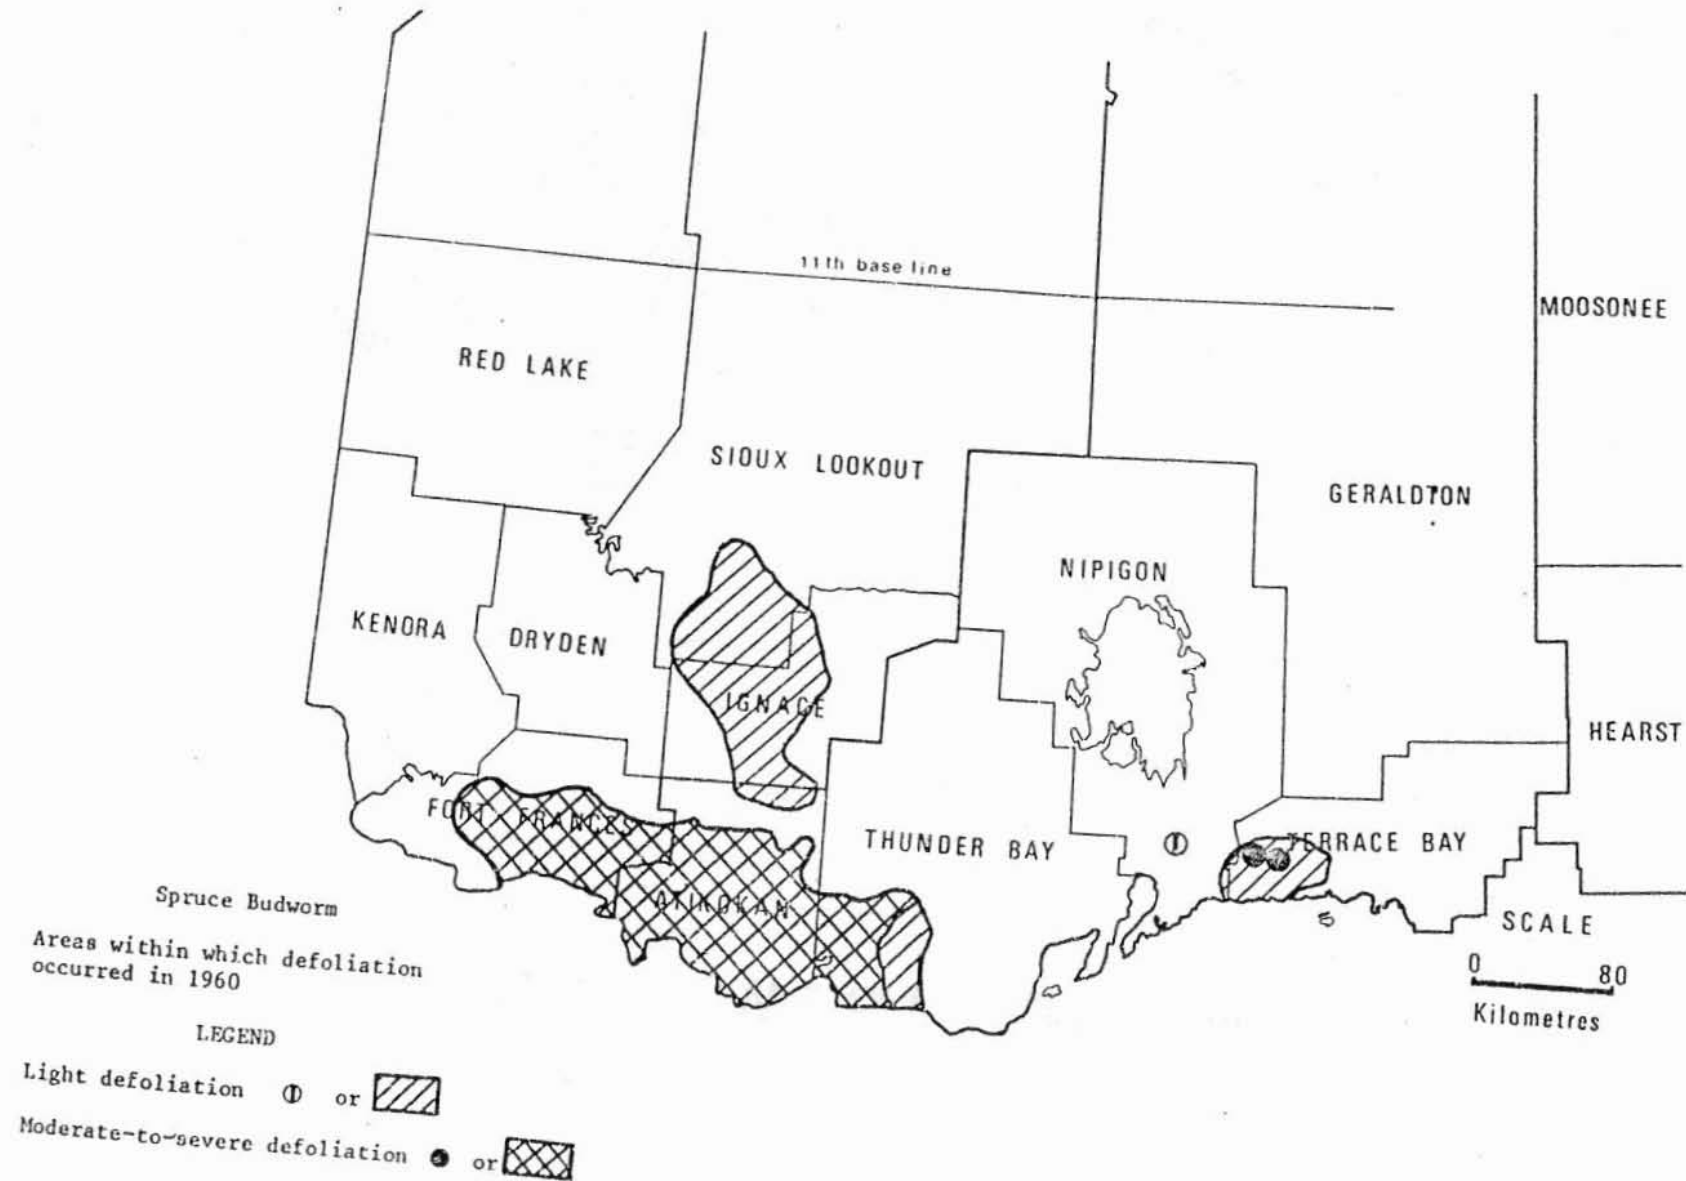 11th base line
MOOSONEE
RED LAKE
SIOUX LOOKOUT
GERALDTON
NIPIGON
KENORA
DRYDEN
IGNACE
HEARST
FORT FRANCES
THUNDER BAY
TERRACE BAY
ATIKOKAN
SCALE
0 80
Kilometres
Spruce Budworm
Areas within which defoliation
occurred in 1960
LEGEND
Light defoliation or
Moderate-to-severe defoliation or